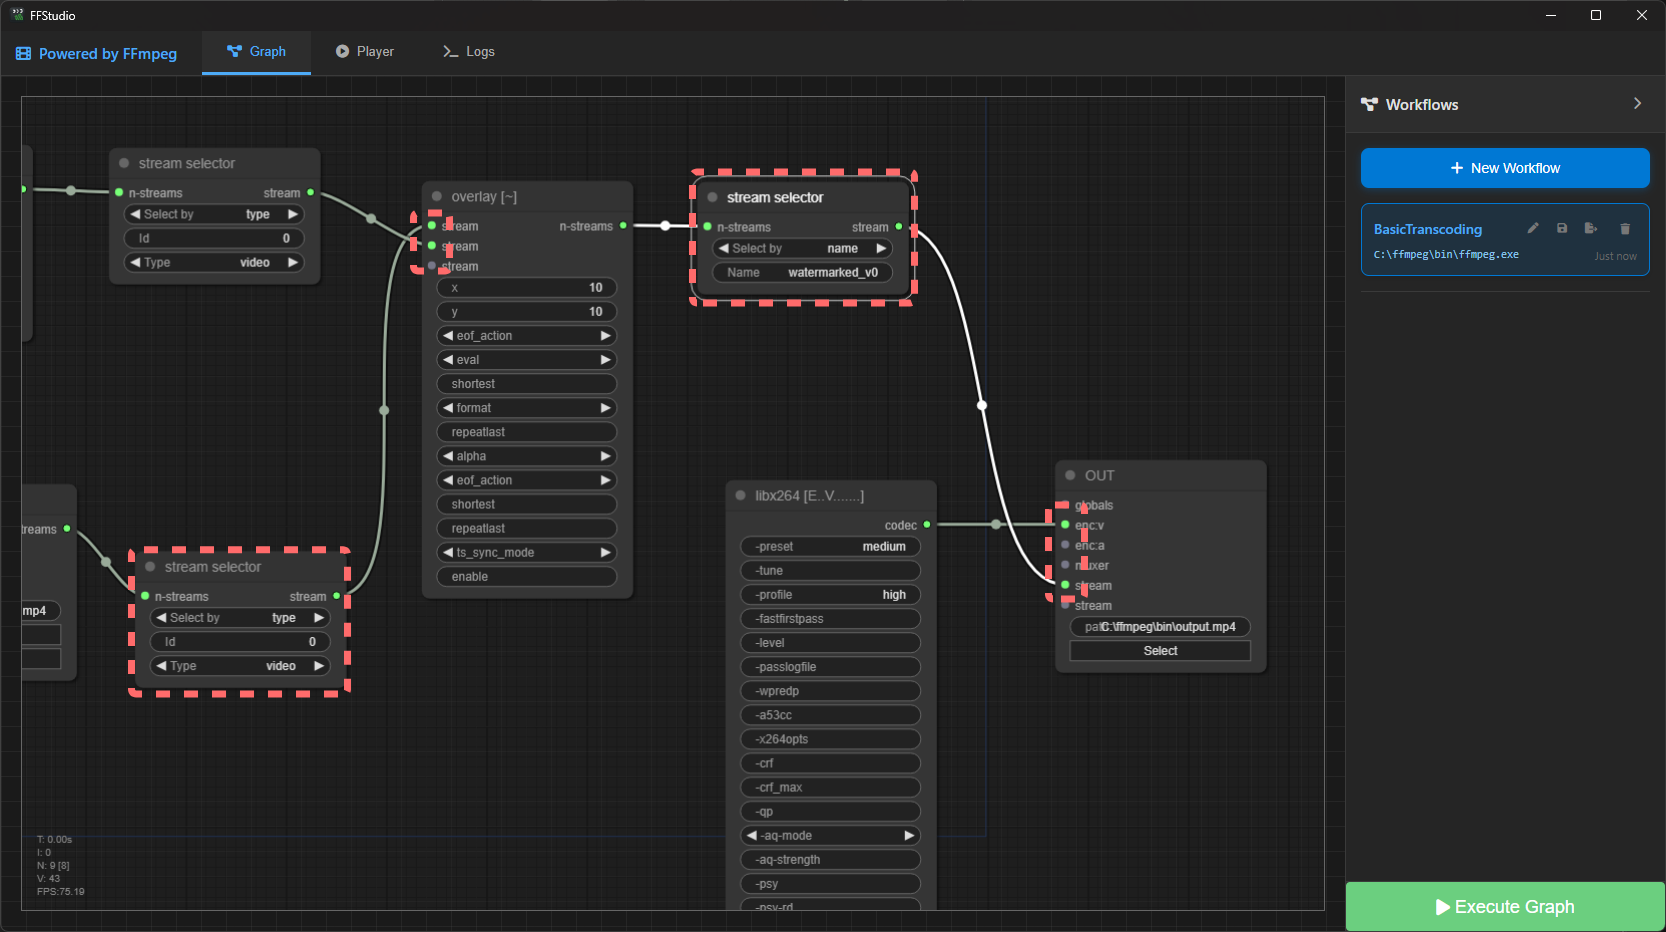 FFStudio
Powered by FFmpeg
Graph
Player
Logs
Workflows
New Workflow
BasicTranscoding
C:\ffmpeg\bin\ffmpeg.exe
Just now
stream selector
n-streams stream
Select by type
Id 0
Type video
overlay [~]
stream n-streams
stream
stream
x 10
y 10
eof_action
eval
shortest
format
repeatlast
alpha
eof_action
shortest
repeatlast
ts_sync_mode
enable
stream selector
n-streams stream
Select by name
Name watermarked_v0
mp4
stream selector
n-streams stream
Select by type
Id 0
Type video
libx264 [E..V.......]
codec
-preset medium
-tune
-profile high
-fastfirstpass
-level
-passlogfile
-wpredp
-a53cc
-x264opts
-crf
-crf_max
-qp
-aq-mode
-aq-strength
-psy
-psy-rd
OUT
globals
enc:v
enc:a
muxer
stream
stream
C:\ffmpeg\bin\output.mp4
Select
T: 0.00s
I: 0
N: 9 [8]
V: 43
FPS:75.19
Execute Graph